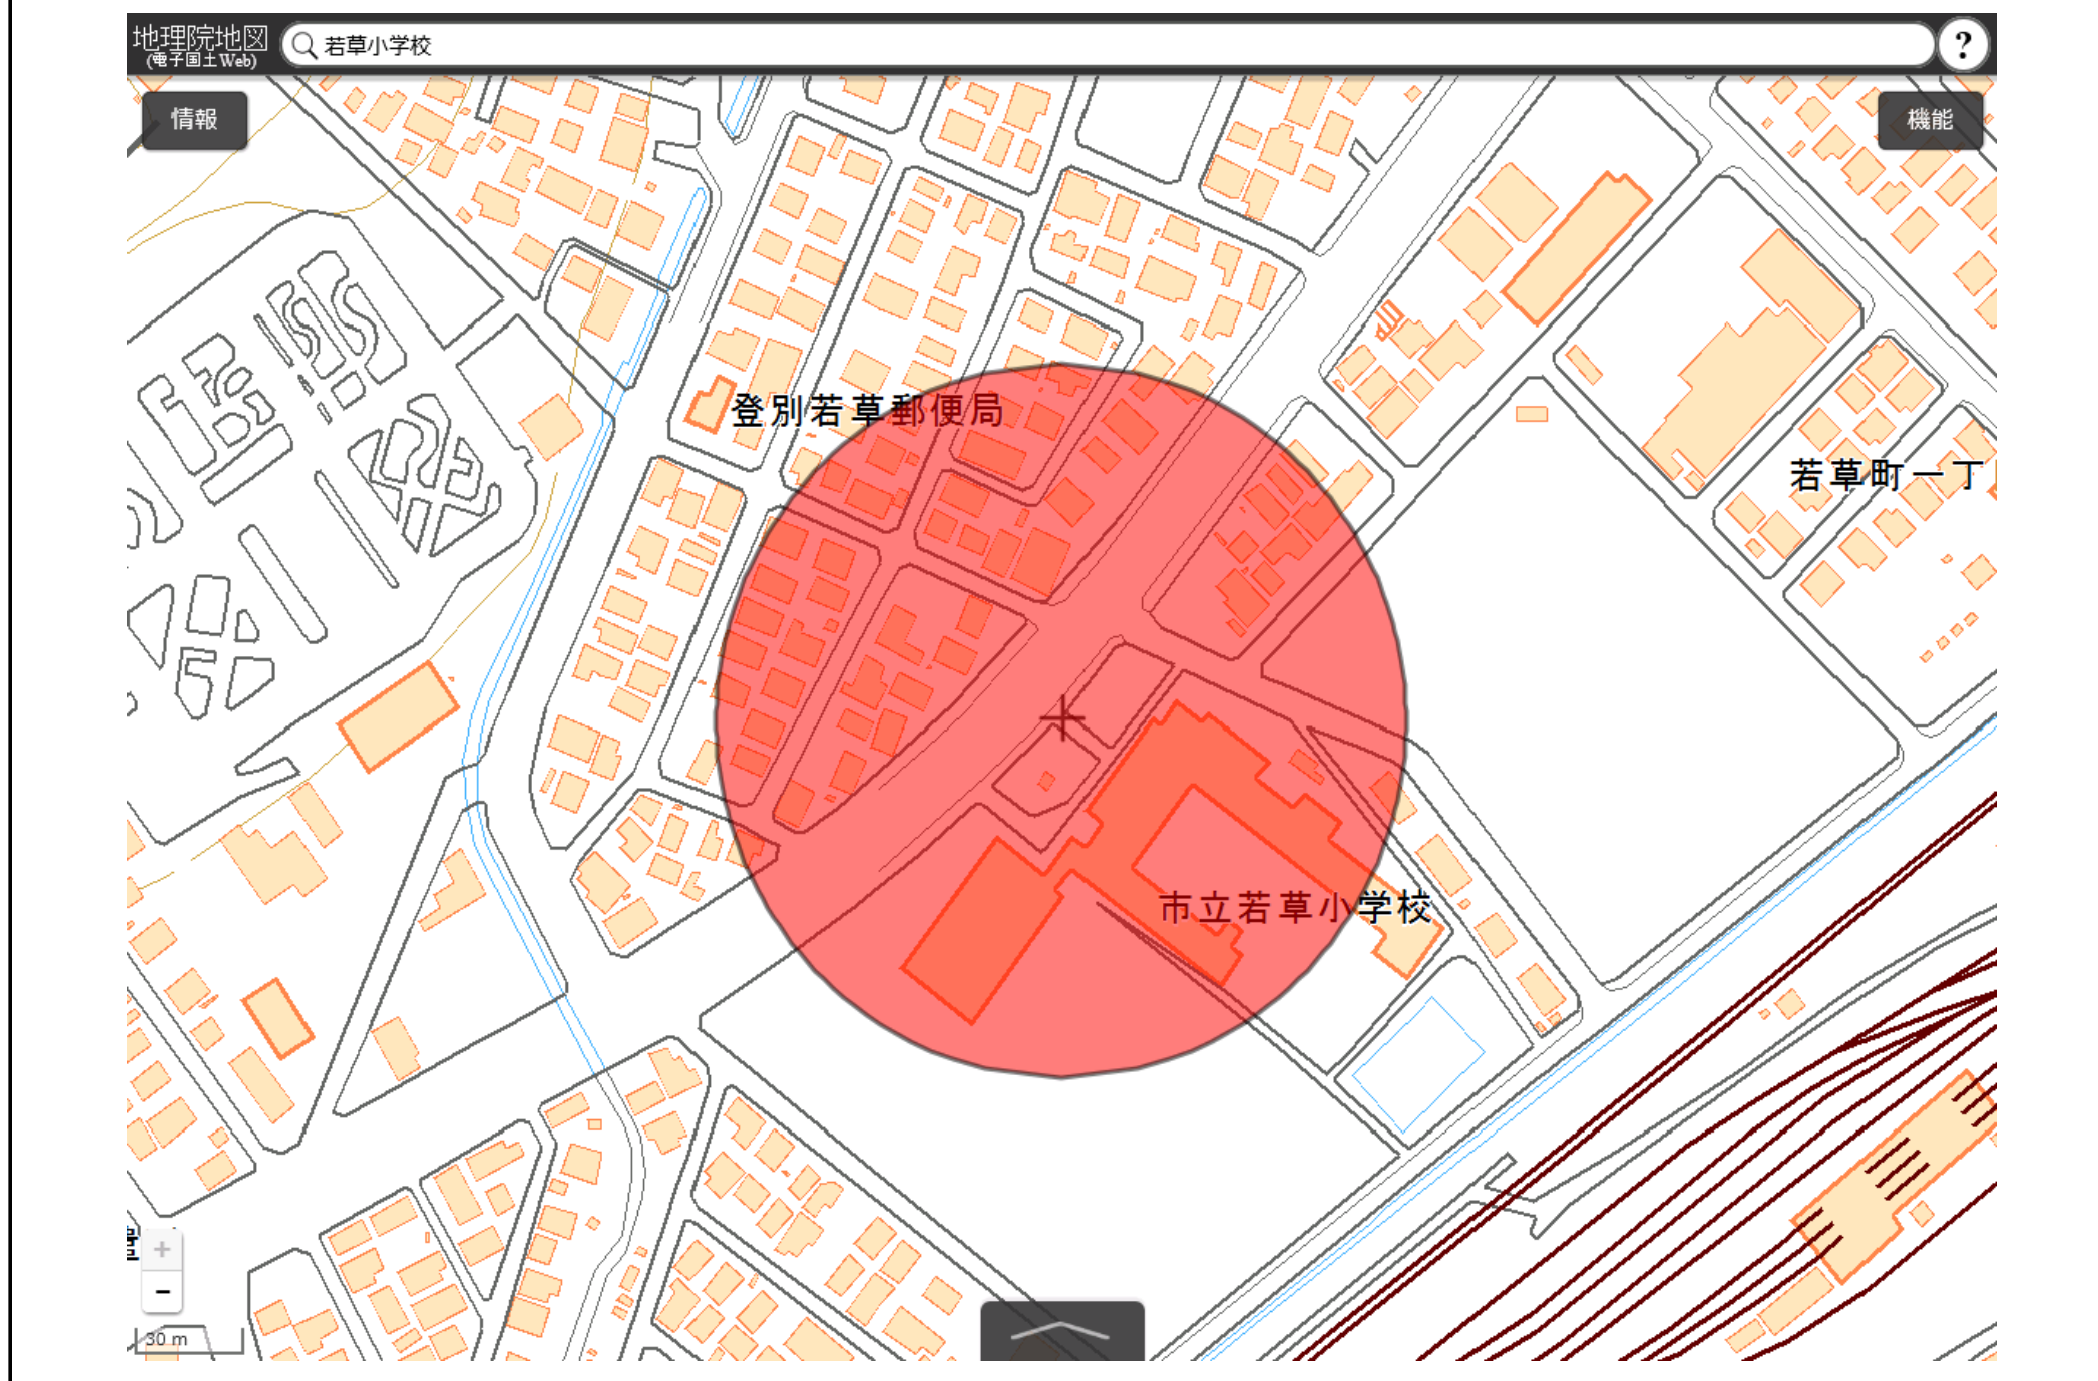 地理院地図
(電子国土Web)
若草小学校
?
情報
機能
登別若草郵便局
若草町一丁
市立若草小学校
+
-
30 m